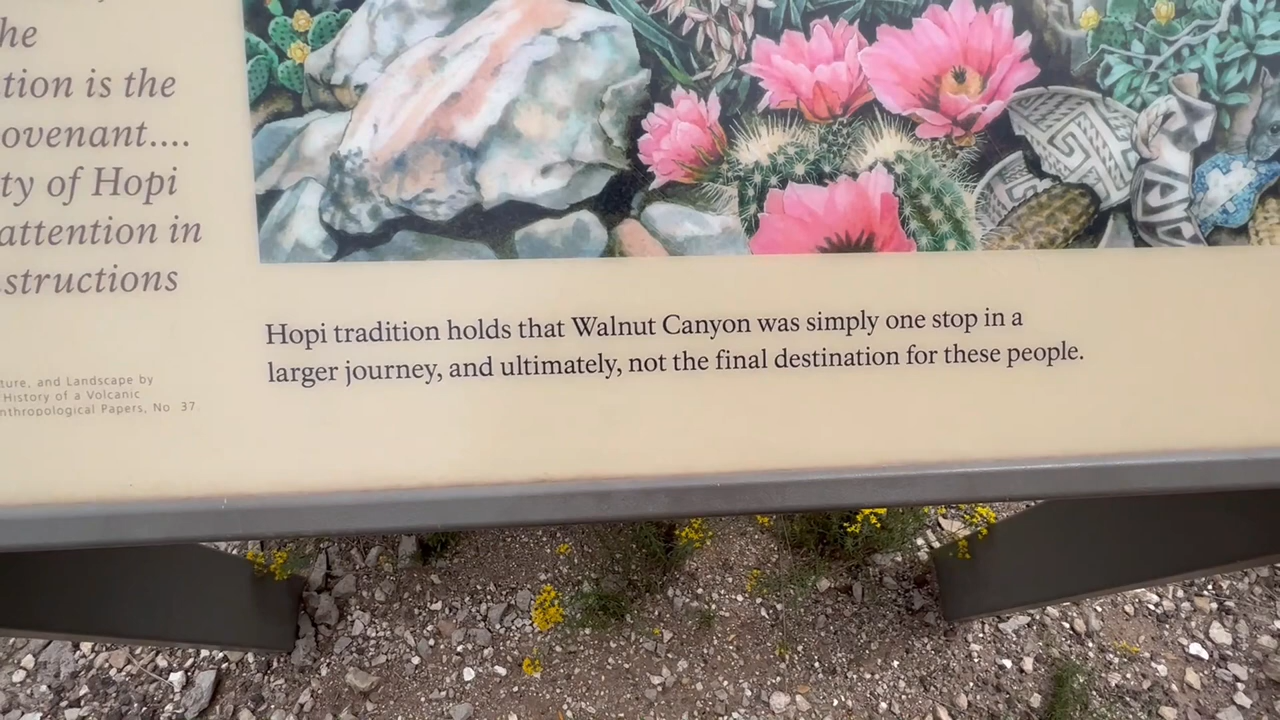 he
tion is the
ovenant....
ty of Hopi
attention in
structions
ture, and Landscape by
History of a Volcanic
nthropological Papers, No 37
Hopi tradition holds that Walnut Canyon was simply one stop in a
larger journey, and ultimately, not the final destination for these people.